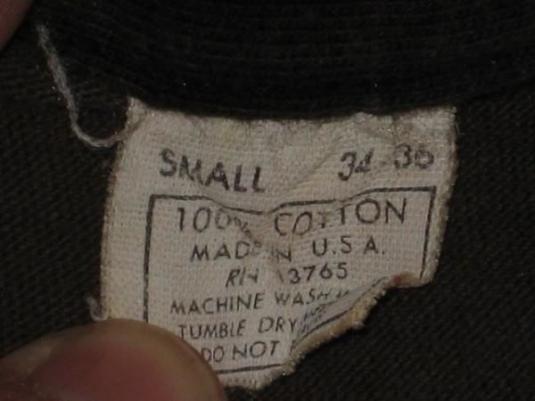 SMALL 34-36
100% COTTON
MADE IN U.S.A.
RN 13765
MACHINE WASH
TUMBLE DRY
DO NOT